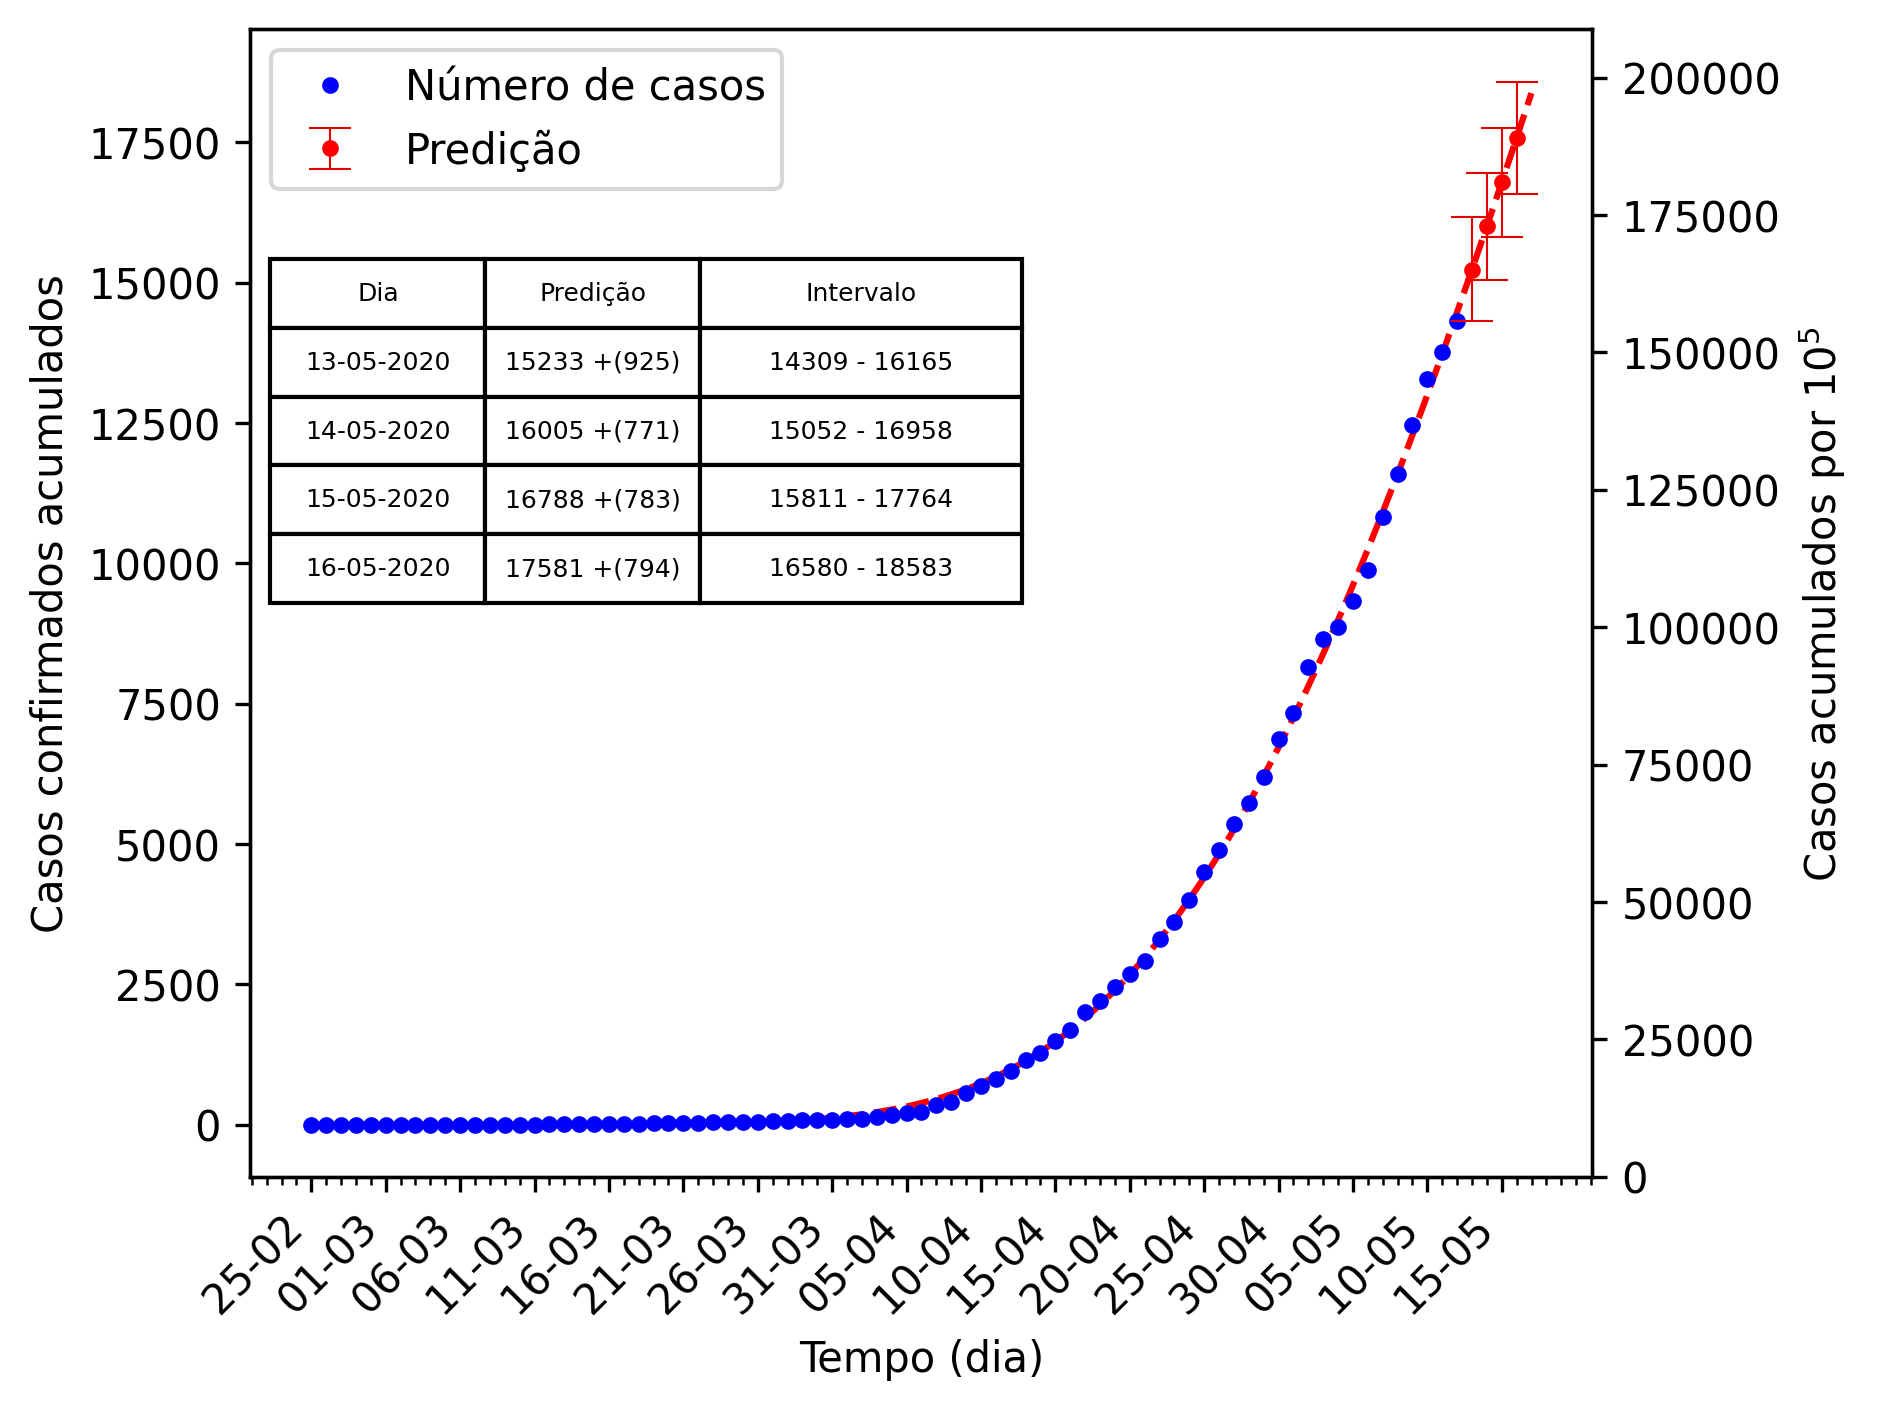 Número de casos
Predição
Dia Predição Intervalo
13-05-2020 15233 +(925) 14309 - 16165
14-05-2020 16005 +(771) 15052 - 16958
15-05-2020 16788 +(783) 15811 - 17764
16-05-2020 17581 +(794) 16580 - 18583
Casos confirmados acumulados
17500
15000
12500
10000
7500
5000
2500
0
200000
175000
150000
125000
100000
75000
50000
25000
0
Casos acumulados por 10⁵
25-02 01-03 06-03 11-03 16-03 21-03 26-03 31-03 05-04 10-04 15-04 20-04 25-04 30-04 05-05 10-05 15-05
Tempo (dia)